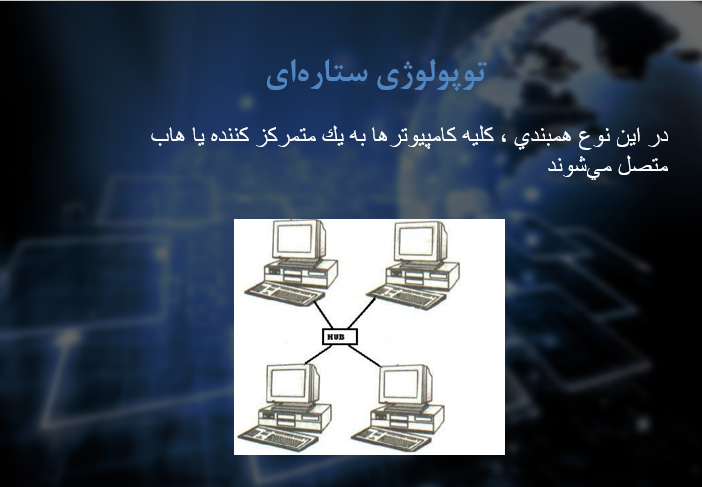 توپولوژی ستاره‌ای
در اين نوع همبندي ، كليه كامپيوترها به يك متمركز كننده يا هاب
متصل مي‌شوند
HUB